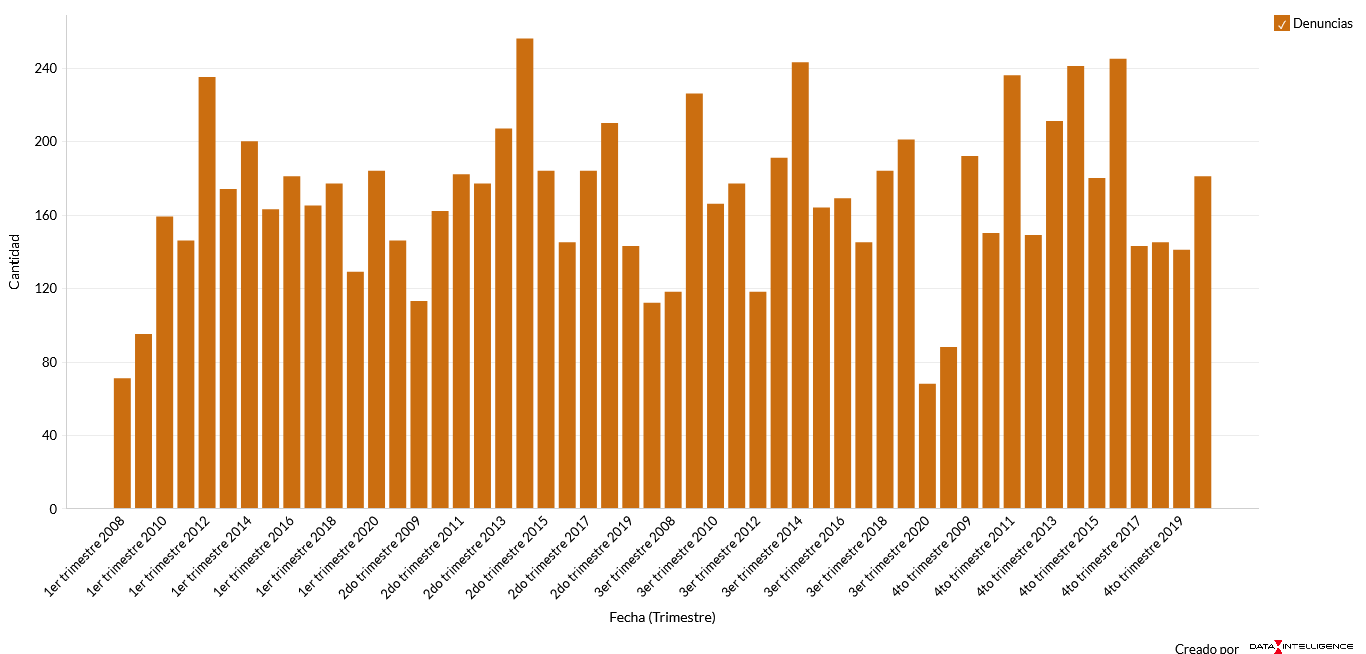 Denuncias
240
200
160
120
80
40
0
Cantidad
1er trimestre 2008
1er trimestre 2010
1er trimestre 2012
1er trimestre 2014
1er trimestre 2016
1er trimestre 2018
1er trimestre 2020
2do trimestre 2009
2do trimestre 2011
2do trimestre 2013
2do trimestre 2015
2do trimestre 2017
2do trimestre 2019
3er trimestre 2008
3er trimestre 2010
3er trimestre 2012
3er trimestre 2014
3er trimestre 2016
3er trimestre 2018
3er trimestre 2020
4to trimestre 2009
4to trimestre 2011
4to trimestre 2013
4to trimestre 2015
4to trimestre 2017
4to trimestre 2019
Fecha (Trimestre)
Creado por DATA INTELLIGENCE